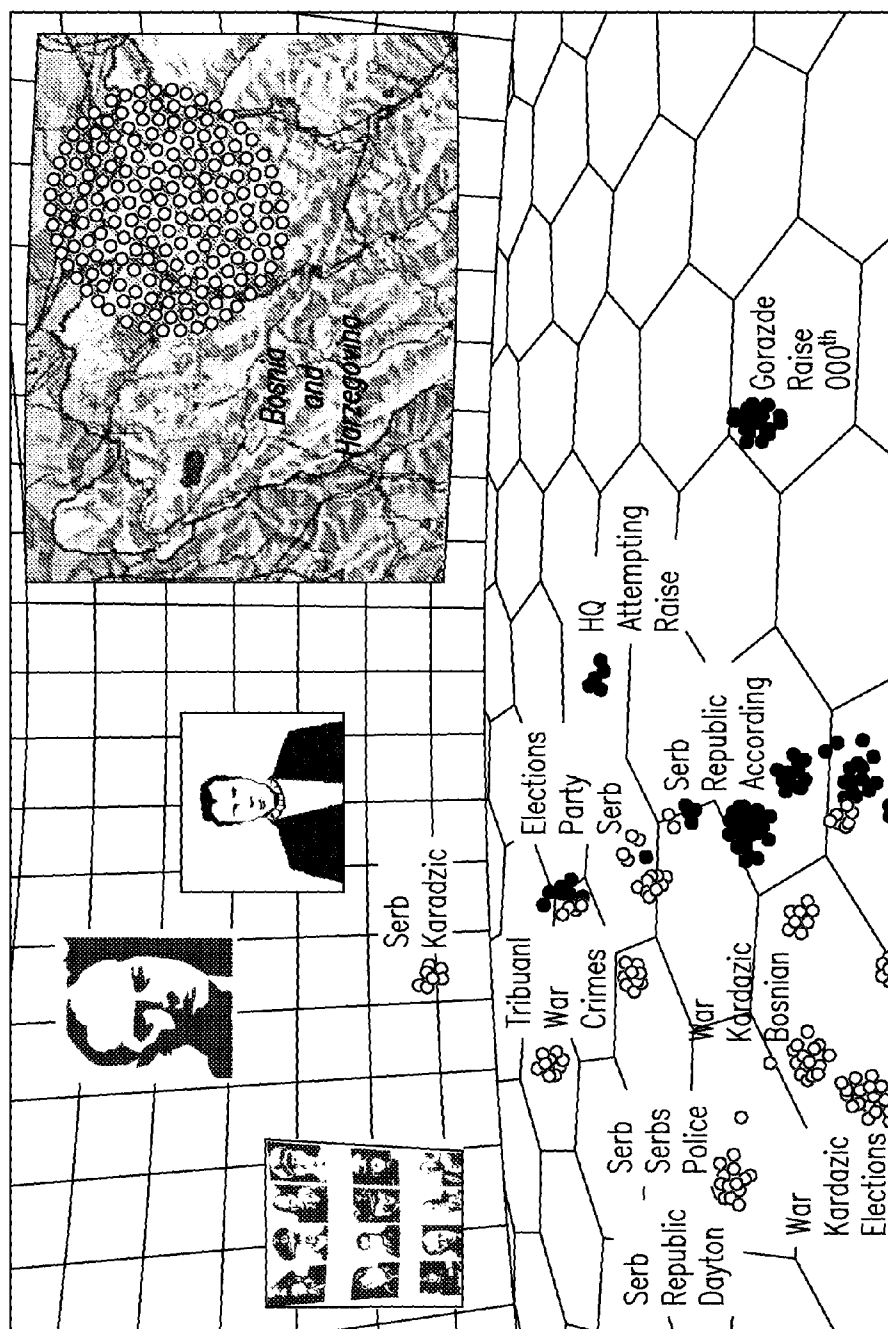 Bosnia
and
Harzegowna
Serb
Karadzic
Tribuanl
War
Crimes
Elections
Party
Serb
HQ
Attempting
Raise
Serb
Republic
Dayton
Serb
Serbs
Police
War
Kardazic
Bosnian
Serb
Republic
According
Gorazde
Raise
000th
War
Kardazic
Elections